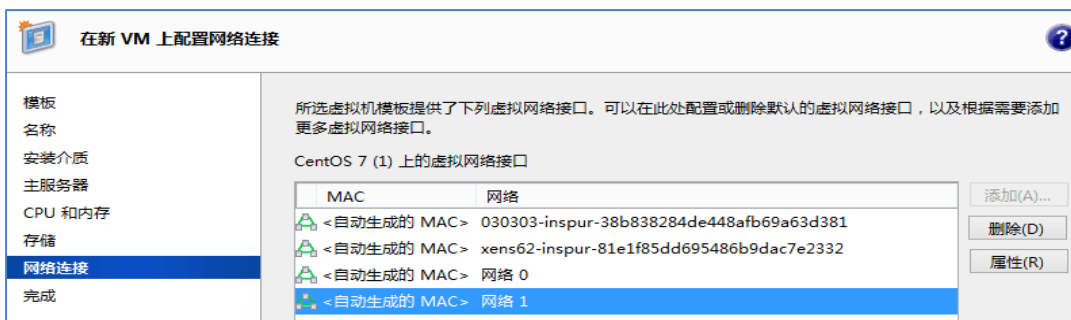 在新 VM 上配置网络连接
?
模板
名称
安装介质
主服务器
CPU 和内存
存储
网络连接
完成
所选虚拟机模板提供了下列虚拟网络接口。可以在此处配置或删除默认的虚拟网络接口，以及根据需要添加
更多虚拟网络接口。
CentOS 7 (1) 上的虚拟网络接口
MAC 网络
<自动生成的 MAC> 030303-inspur-38b838284de448afb69a63d381
<自动生成的 MAC> xens62-inspur-81e1f85dd695486b9dac7e2332
<自动生成的 MAC> 网络 0
<自动生成的 MAC> 网络 1
添加(A)...
删除(D)
属性(R)